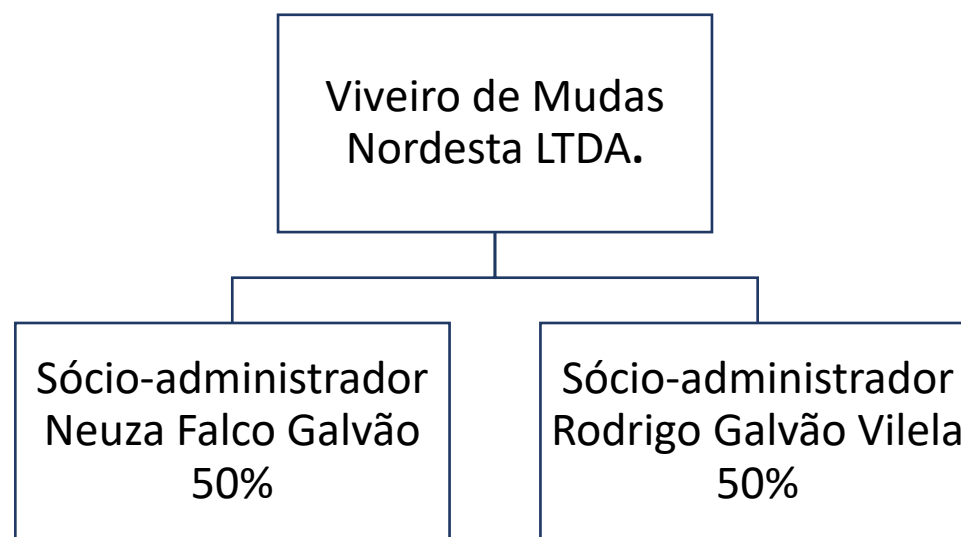 Viveiro de Mudas
Nordesta LTDA.
Sócio-administrador
Neuza Falco Galvão
50%
Sócio-administrador
Rodrigo Galvão Vilela
50%